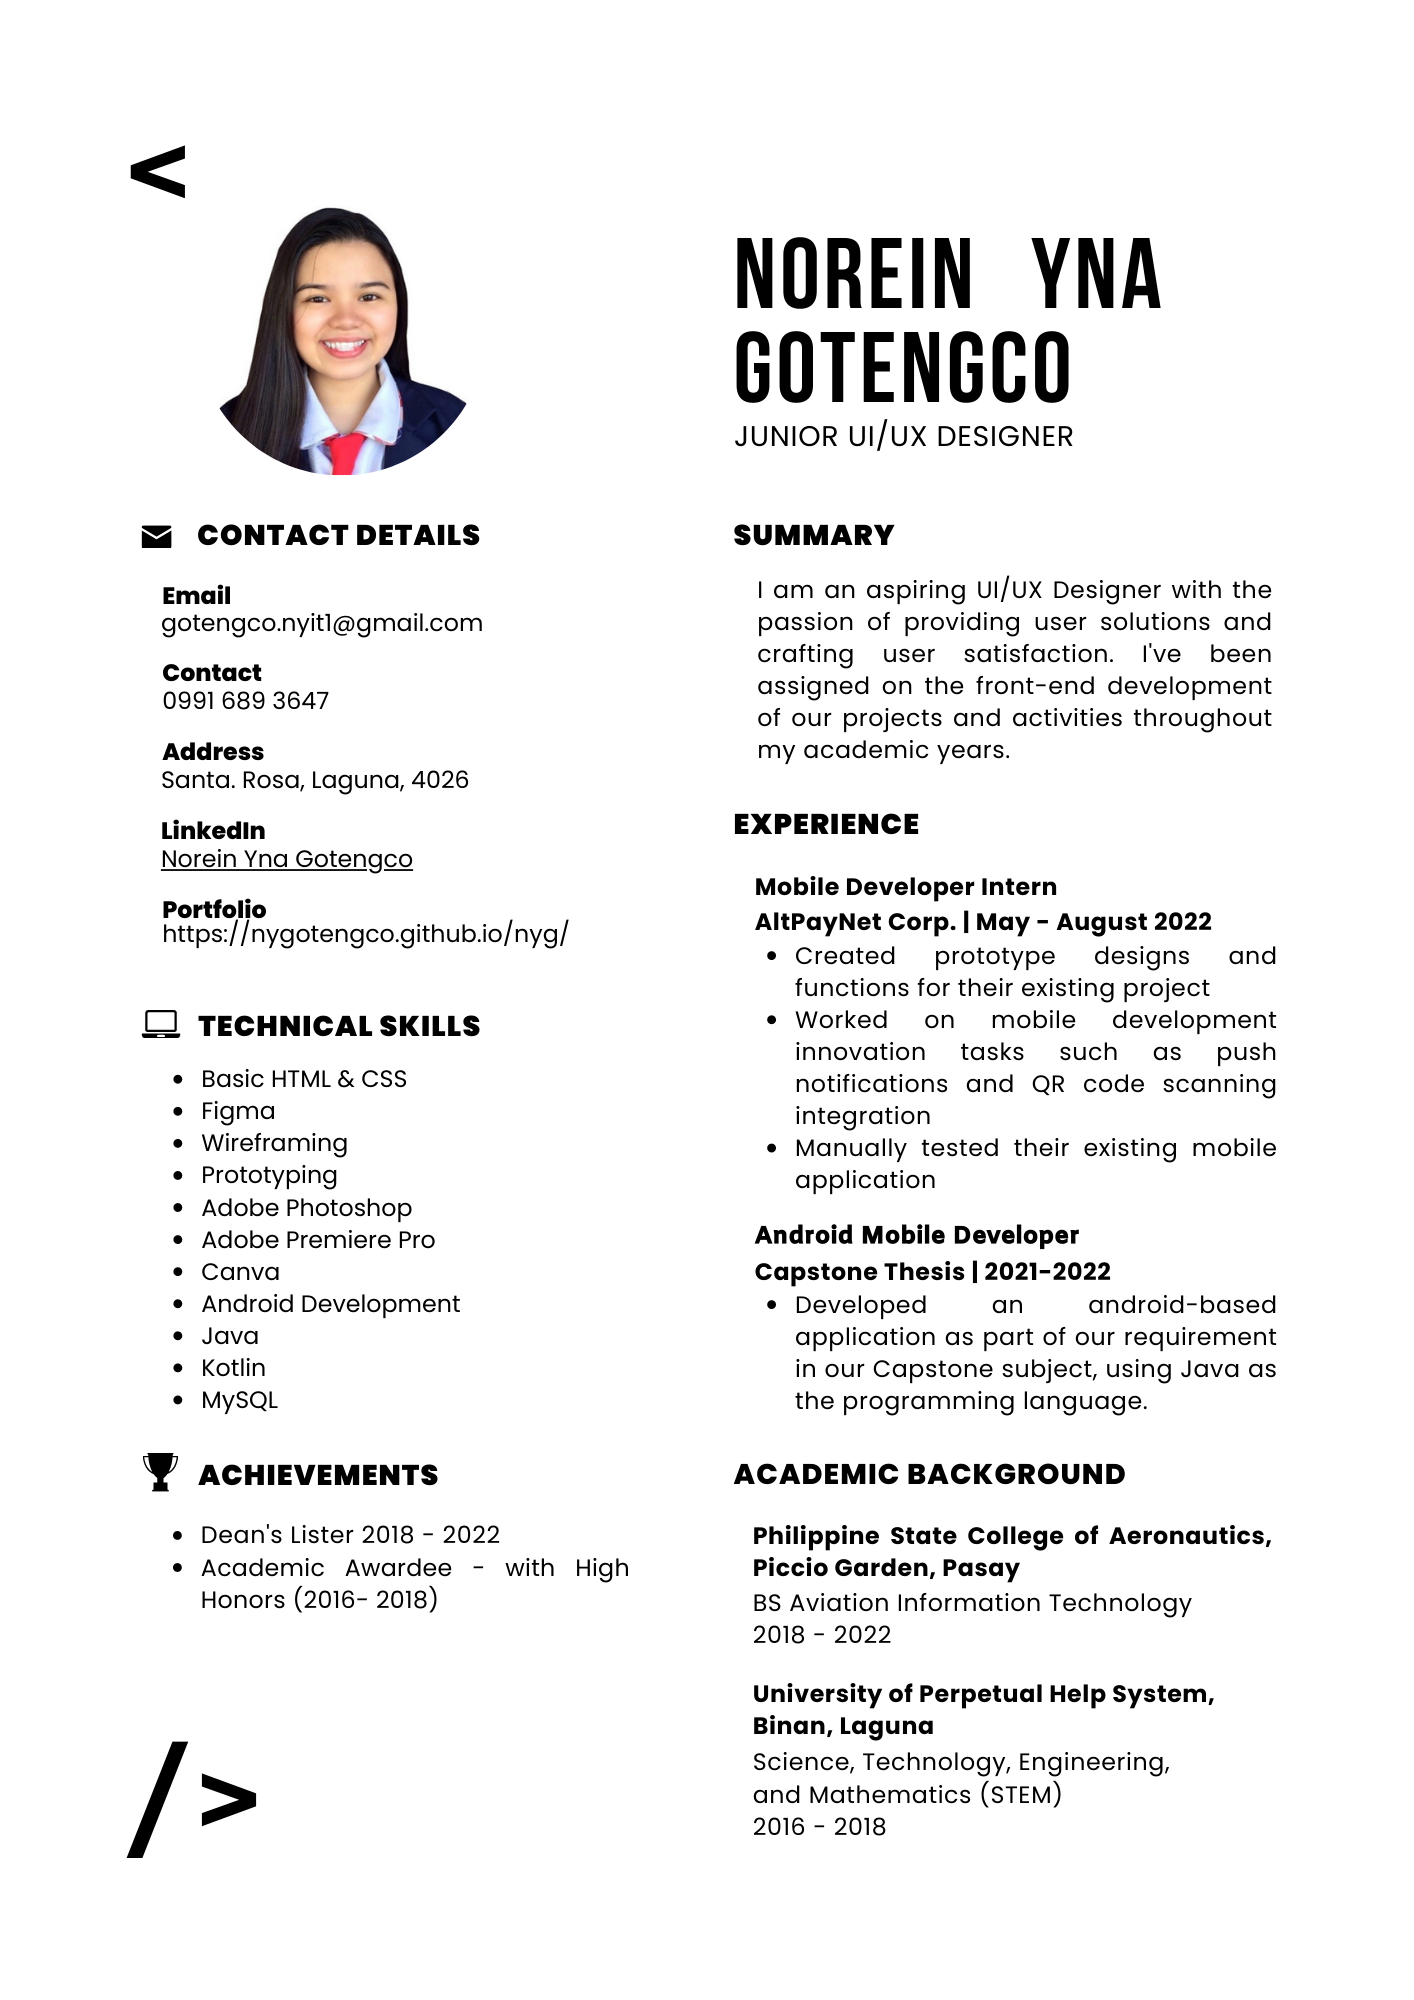 <
NOREIN YNA
GOTENGCO
JUNIOR UI/UX DESIGNER
CONTACT DETAILS
Email
gotengco.nyit1@gmail.com
Contact
0991 689 3647
Address
Santa. Rosa, Laguna, 4026
LinkedIn
Norein Yna Gotengco
Portfolio
https://nygotengco.github.io/nyg/
TECHNICAL SKILLS
• Basic HTML & CSS
• Figma
• Wireframing
• Prototyping
• Adobe Photoshop
• Adobe Premiere Pro
• Canva
• Android Development
• Java
• Kotlin
• MySQL
ACHIEVEMENTS
• Dean's Lister 2018 - 2022
• Academic Awardee - with High
Honors (2016- 2018)
/>
SUMMARY
I am an aspiring UI/UX Designer with the
passion of providing user solutions and
crafting user satisfaction. I've been
assigned on the front-end development
of our projects and activities throughout
my academic years.
EXPERIENCE
Mobile Developer Intern
AltPayNet Corp. | May - August 2022
• Created prototype designs and
functions for their existing project
• Worked on mobile development
innovation tasks such as push
notifications and QR code scanning
integration
• Manually tested their existing mobile
application
Android Mobile Developer
Capstone Thesis | 2021-2022
• Developed an android-based
application as part of our requirement
in our Capstone subject, using Java as
the programming language.
ACADEMIC BACKGROUND
Philippine State College of Aeronautics,
Piccio Garden, Pasay
BS Aviation Information Technology
2018 - 2022
University of Perpetual Help System,
Binan, Laguna
Science, Technology, Engineering,
and Mathematics (STEM)
2016 - 2018